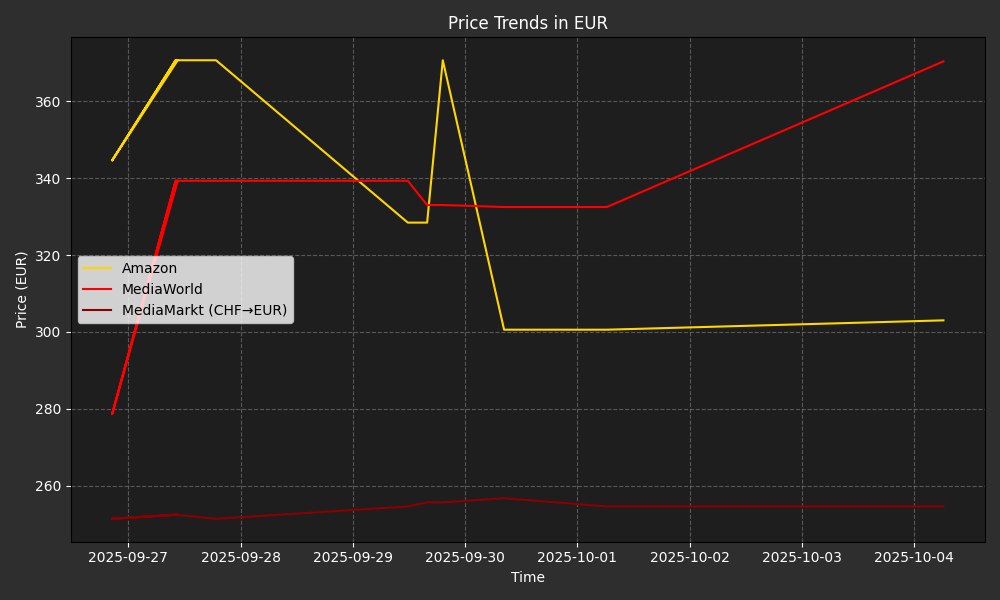 Price Trends in EUR
Price (EUR)
360
340
320
300
280
260
Amazon
MediaWorld
MediaMarkt (CHF→EUR)
2025-09-27 2025-09-28 2025-09-29 2025-09-30 2025-10-01 2025-10-02 2025-10-03 2025-10-04
Time